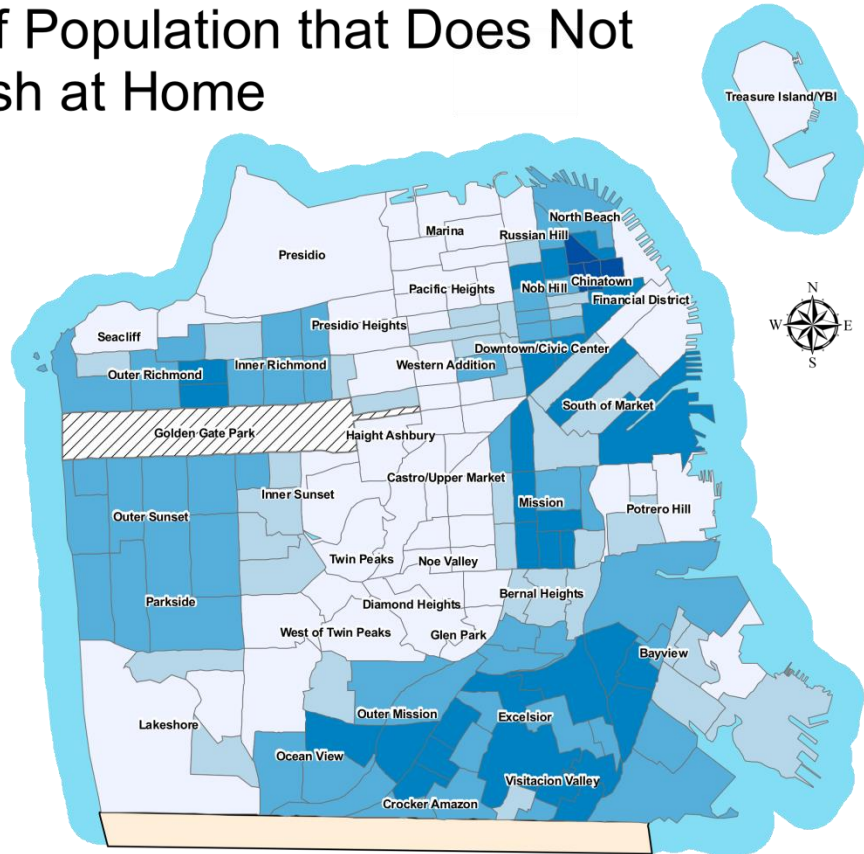 f Population that Does Not
sh at Home
Treasure Island/YBI
North Beach
Marina
Russian Hill
Presidio
Chinatown
Pacific Heights
Nob Hill
Financial District
N
W E
S
Presidio Heights
Seacliff
Downtown/Civic Center
Inner Richmond
Western Addition
Outer Richmond
South of Market
Golden Gate Park
Haight Ashbury
Castro/Upper Market
Inner Sunset
Mission
Potrero Hill
Outer Sunset
Twin Peaks
Noe Valley
Bernal Heights
Parkside
Diamond Heights
West of Twin Peaks
Glen Park
Bayview
Outer Mission
Excelsior
Lakeshore
Ocean View
Visitacion Valley
Crocker Amazon